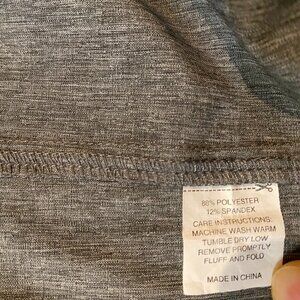 88% POLYESTER
12% SPANDEX
CARE INSTRUCTIONS:
MACHINE WASH WARM
TUMBLE DRY LOW
REMOVE PROMPTLY
FLUFF AND FOLD
MADE IN CHINA